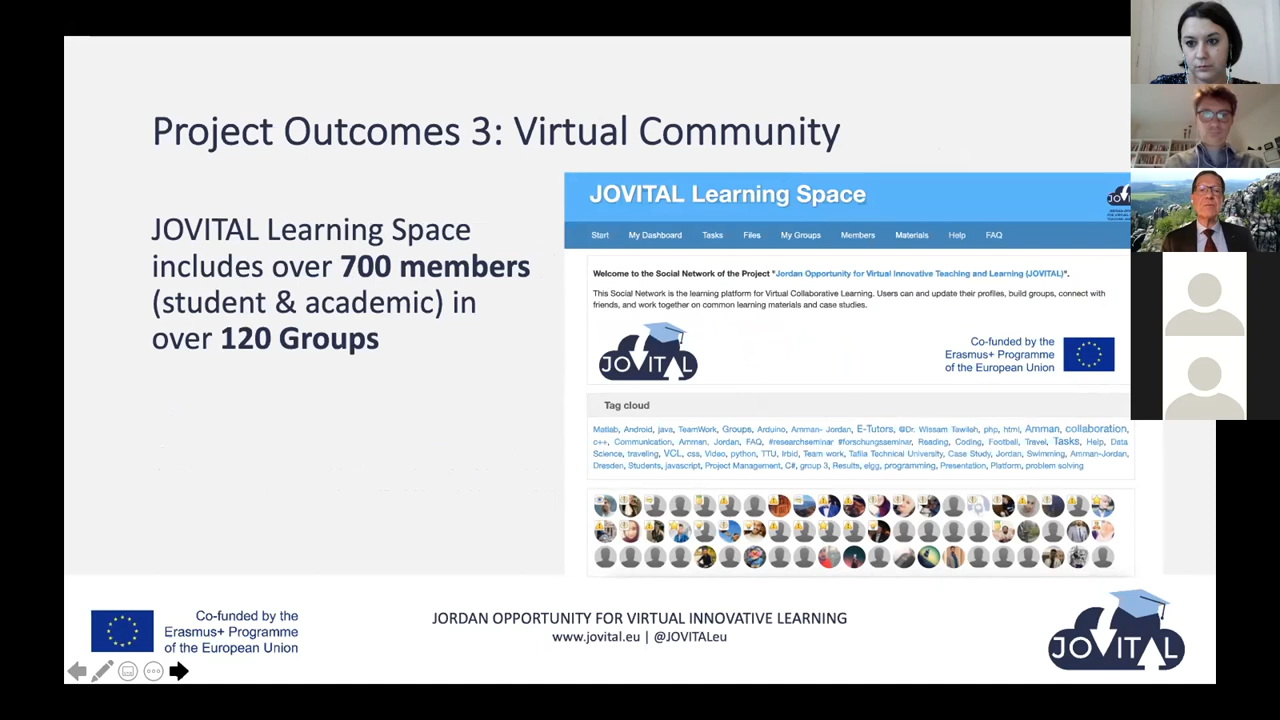 Project Outcomes 3: Virtual Community
JOVITAL Learning Space
includes over 700 members
(student & academic) in
over 120 Groups
JOVITAL Learning Space
JOV
Start My Dashboard Tasks Files My Groups Members Materials Help FAQ
Welcome to the Social Network of the Project "Jordan Opportunity for Virtual Innovative Teaching and Learning (JOVITAL)".
This Social Network is the learning platform for Virtual Collaborative Learning. Users can and update their profiles, build groups, connect with
friends, and work together on common learning materials and case studies.
JOVITAL
Co-funded by the
Erasmus+ Programme
of the European Union
Tag cloud
Matlab, Android, java, TeamWork, Groups, Arduino, Amman- Jordan, E-Tutors, @Dr. Wissam Tawileh, php, html, Amman, collaboration,
c++, Communication, Amman, Jordan, FAQ, #researchseminar #forschungsseminar, Reading, Coding, Football, Travel, Tasks, Help, Data
Science, traveling, VCL, css, Video, python, TTU, Irbid, Team work, Tafila Technical University, Case Study, Jordan, Swimming, Amman-Jordan,
Dresden, Students, javascript, Project Management, C#, group 3, Results, elgg, programming, Presentation, Platform, problem solving
Co-funded by the
Erasmus+ Programme
of the European Union
JORDAN OPPORTUNITY FOR VIRTUAL INNOVATIVE LEARNING
www.jovital.eu | @JOVITALeu
JOVITAL